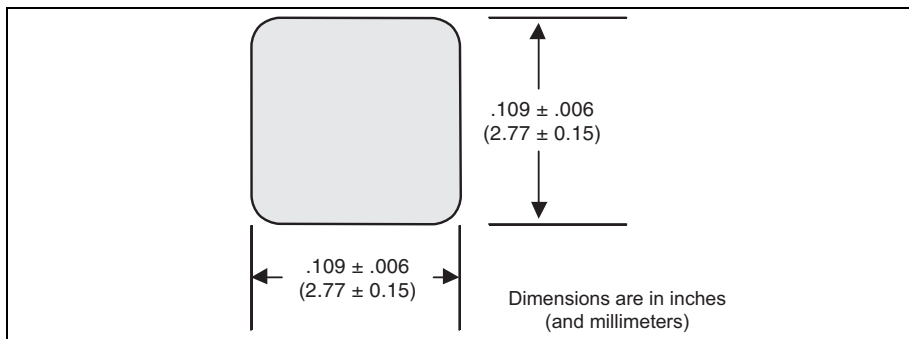 .109 ± .006
(2.77 ± 0.15)
.109 ± .006
(2.77 ± 0.15)
Dimensions are in inches
(and millimeters)